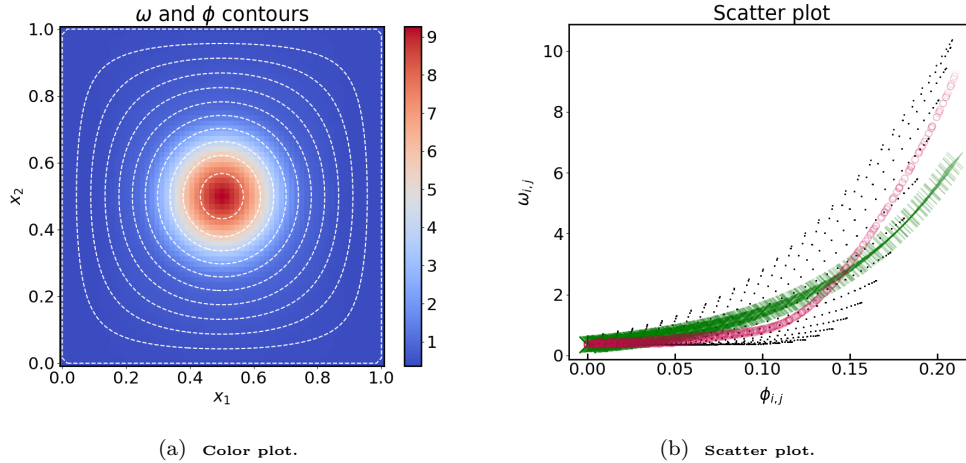 ω and ϕ contours
1.0
0.8
0.6
0.4
0.2
0.0
x₂
0.0 0.2 0.4 0.6 0.8 1.0
x₁
9
8
7
6
5
4
3
2
1
(a) Color plot.
Scatter plot
10
8
6
4
2
0
ω_{i,j}
0.00 0.05 0.10 0.15 0.20
ϕ_{i,j}
(b) Scatter plot.